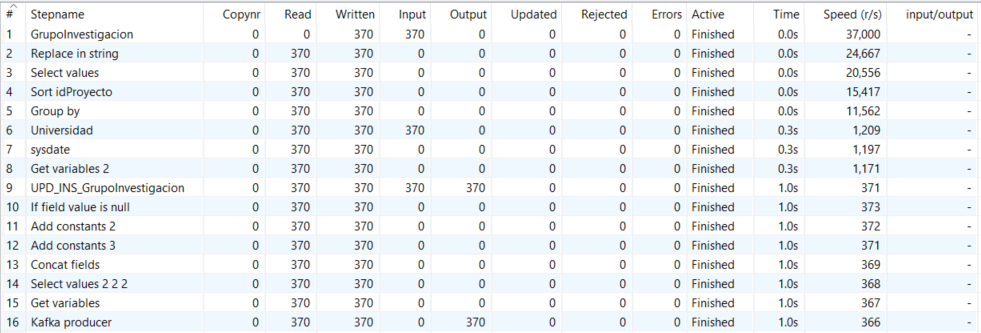 # Stepname Copynr Read Written Input Output Updated Rejected Errors Active Time Speed (r/s) input/output
1 GrupoInvestigacion 0 0 370 370 0 0 0 0 Finished 0.0s 37,000 -
2 Replace in string 0 370 370 0 0 0 0 0 Finished 0.0s 24,667 -
3 Select values 0 370 370 0 0 0 0 0 Finished 0.0s 20,556 -
4 Sort idProyecto 0 370 370 0 0 0 0 0 Finished 0.0s 15,417 -
5 Group by 0 370 370 0 0 0 0 0 Finished 0.0s 11,562 -
6 Universidad 0 370 370 370 0 0 0 0 Finished 0.3s 1,209 -
7 sysdate 0 370 370 0 0 0 0 0 Finished 0.3s 1,197 -
8 Get variables 2 0 370 370 0 0 0 0 0 Finished 0.3s 1,171 -
9 UPD_INS_GrupoInvestigacion 0 370 370 370 370 0 0 0 Finished 1.0s 371 -
10 If field value is null 0 370 370 0 0 0 0 0 Finished 1.0s 373 -
11 Add constants 2 0 370 370 0 0 0 0 0 Finished 1.0s 372 -
12 Add constants 3 0 370 370 0 0 0 0 0 Finished 1.0s 371 -
13 Concat fields 0 370 370 0 0 0 0 0 Finished 1.0s 369 -
14 Select values 2 2 2 0 370 370 0 0 0 0 0 Finished 1.0s 368 -
15 Get variables 0 370 370 0 0 0 0 0 Finished 1.0s 367 -
16 Kafka producer 0 370 370 0 370 0 0 0 Finished 1.0s 366 -